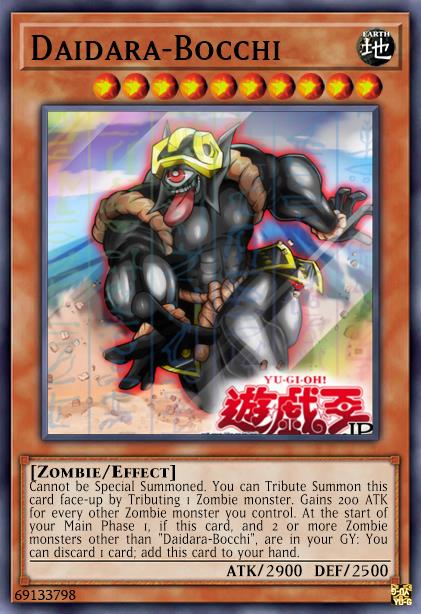 Daidara-Bocchi
EARTH
地
YU-GI-OH!
遊戯王
JP
[Zombie/Effect]
Cannot be Special Summoned. You can Tribute Summon this
card face-up by Tributing 1 Zombie monster. Gains 200 ATK
for every other Zombie monster you control. At the start of
your Main Phase 1, if this card, and 2 or more Zombie
monsters other than "Daidara-Bocchi", are in your GY: You
can discard 1 card; add this card to your hand.
ATK/2900 DEF/2500
69133798